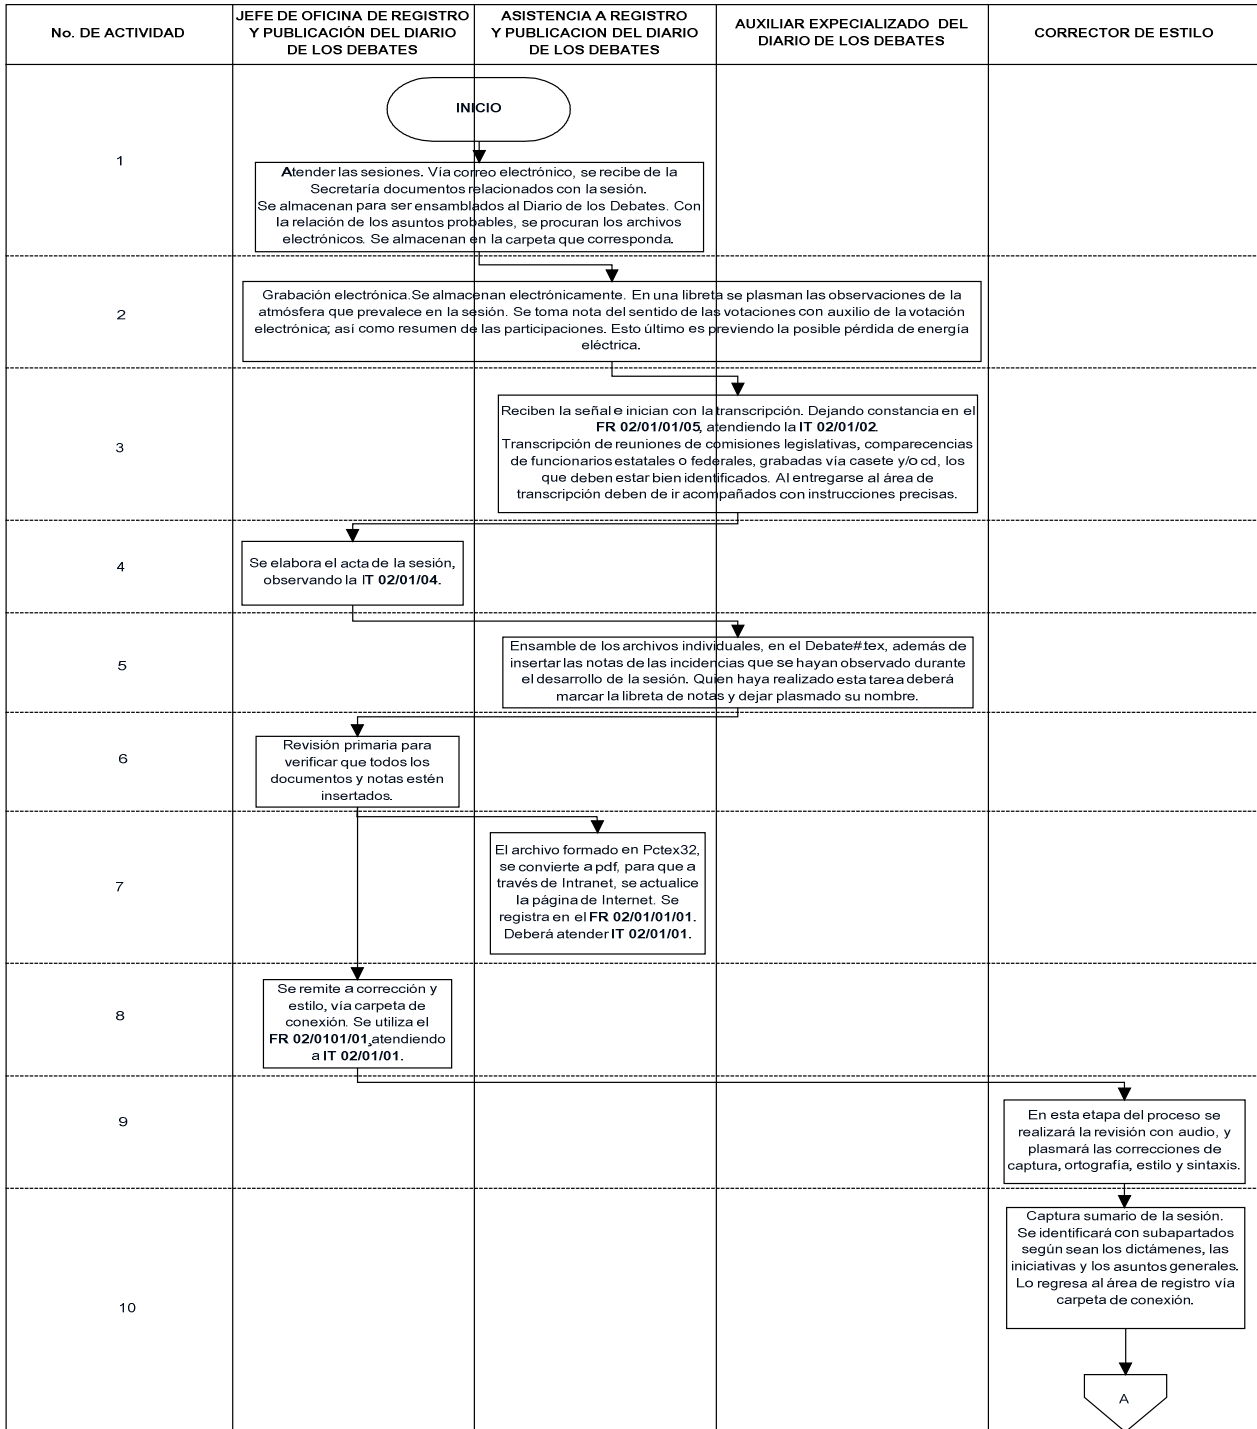 No. DE ACTIVIDAD
JEFE DE OFICINA DE REGISTRO
Y PUBLICACIÓN DEL DIARIO
DE LOS DEBATES
ASISTENCIA A REGISTRO
Y PUBLICACION DEL DIARIO
DE LOS DEBATES
AUXILIAR EXPECIALIZADO DEL
DIARIO DE LOS DEBATES
CORRECTOR DE ESTILO
INICIO
1
Atender las sesiones. Vía correo electrónico, se recibe de la
Secretaría documentos relacionados con la sesión.
Se almacenan para ser ensamblados al Diario de los Debates. Con
la relación de los asuntos probables, se procuran los archivos
electrónicos. Se almacenan en la carpeta que corresponda.
2
Grabación electrónica.Se almacenan electrónicamente. En una libreta se plasman las observaciones de la
atmósfera que prevalece en la sesión. Se toma nota del sentido de las votaciones con auxilio de la votación
electrónica; así como resumen de las participaciones. Esto último es previendo la posible pérdida de energía
eléctrica.
3
Reciben la señal e inician con la transcripción. Dejando constancia en el
FR 02/01/01/05, atendiendo la IT 02/01/02.
Transcripción de reuniones de comisiones legislativas, comparecencias
de funcionarios estatales o federales, grabadas vía casete y/o cd, los
que deben estar bien identificados. Al entregarse al área de
transcripción deben de ir acompañados con instrucciones precisas.
4
Se elabora el acta de la sesión,
observando la IT 02/01/04.
5
Ensamble de los archivos individuales, en el Debate#.tex, además de
insertar las notas de las incidencias que se hayan observado durante
el desarrollo de la sesión. Quien haya realizado esta tarea deberá
marcar la libreta de notas y dejar plasmado su nombre.
6
Revisión primaria para
verificar que todos los
documentos y notas estén
insertados.
7
El archivo formado en Pctex32,
se convierte a pdf, para que a
través de Intranet, se actualice
la página de Internet. Se
registra en el FR 02/01/01/01.
Deberá atender IT 02/01/01.
8
Se remite a corrección y
estilo, vía carpeta de
conexión. Se utiliza el
FR 02/0101/01, atendiendo
a IT 02/01/01.
9
En esta etapa del proceso se
realizará la revisión con audio, y
plasmará las correcciones de
captura, ortografía, estilo y sintaxis.
10
Captura sumario de la sesión.
Se identificará con subapartados
según sean los dictámenes, las
iniciativas y los asuntos generales.
Lo regresa al área de registro vía
carpeta de conexión.
A